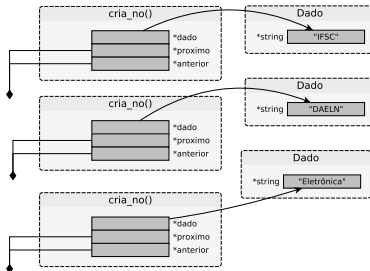 cria_no()
*dado
*proximo
*anterior
Dado
*string "IFSC"
cria_no()
*dado
*proximo
*anterior
Dado
*string "DAELN"
cria_no()
*dado
*proximo
*anterior
Dado
*string "Eletrônica"